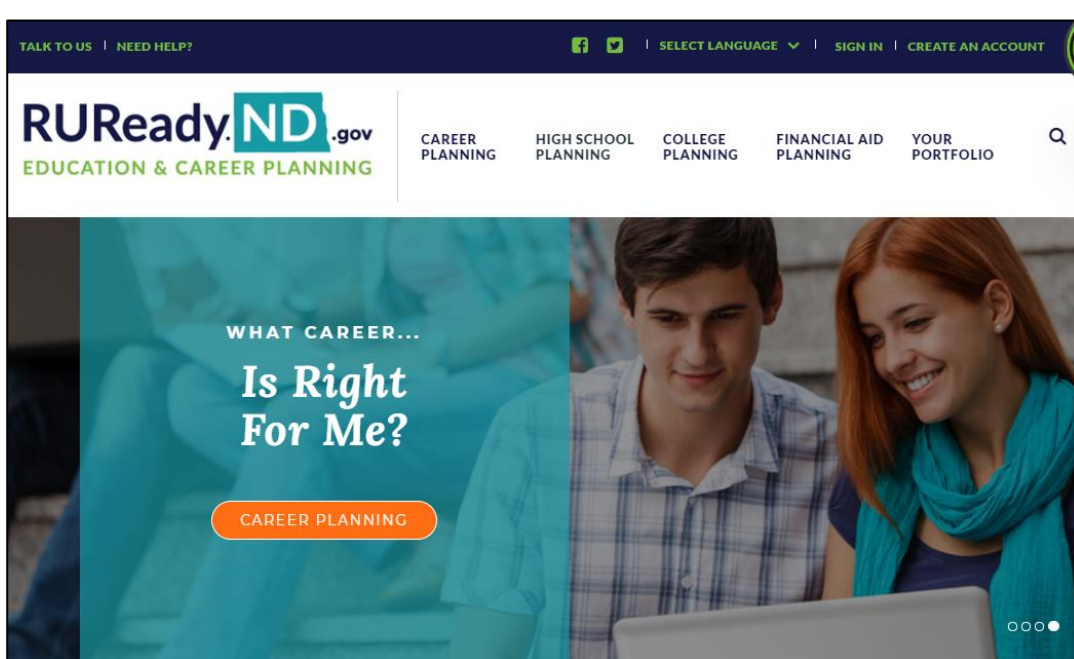 TALK TO US | NEED HELP? | SELECT LANGUAGE | SIGN IN | CREATE AN ACCOUNT
RUReady.ND.gov
EDUCATION & CAREER PLANNING
CAREER
PLANNING
HIGH SCHOOL
PLANNING
COLLEGE
PLANNING
FINANCIAL AID
PLANNING
YOUR
PORTFOLIO
WHAT CAREER...
Is Right
For Me?
CAREER PLANNING